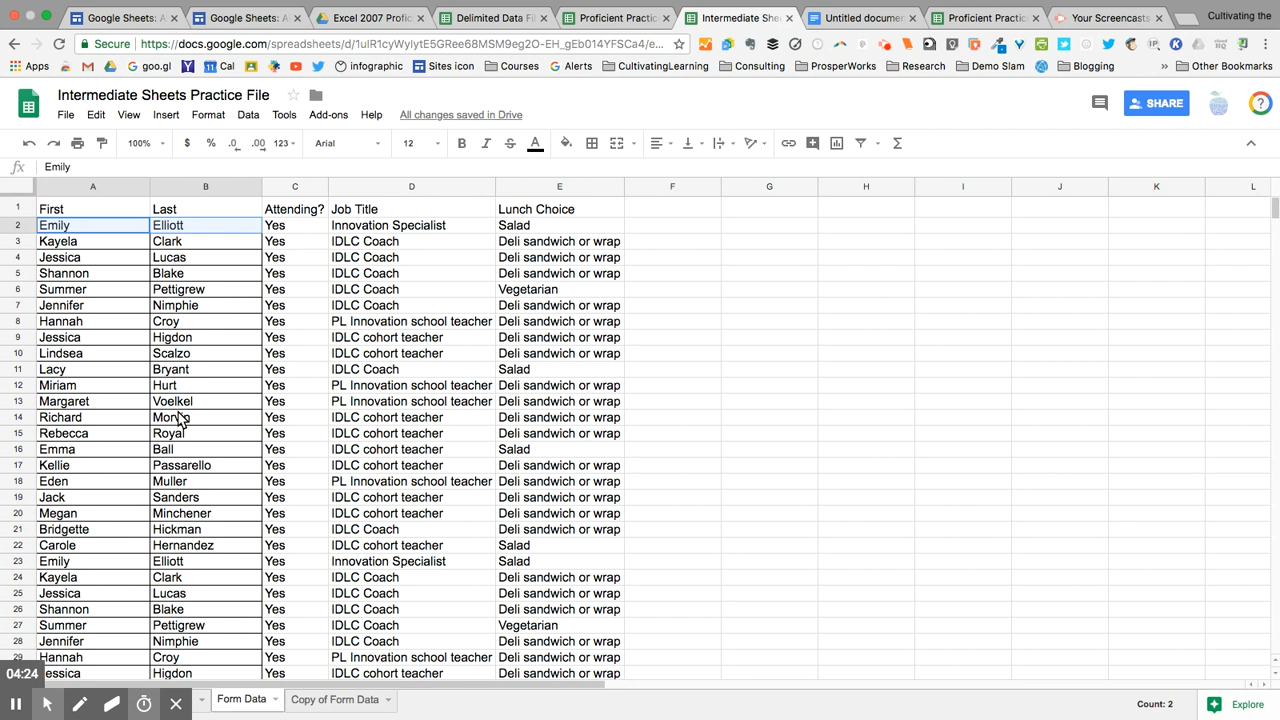 Google Sheets: A
Google Sheets: A
Excel 2007 Profic
Delimited Data Fi
Proficient Practic
Intermediate She
Untitled docume
Proficient Practic
Your Screencasts
Cultivating the
Secure https://docs.google.com/spreadsheets/d/1uIR1cyWylytE5GRee68MSM9eg2O-EH_gEb014YFSCa4/e...
Apps goo.gl Cal infographic Sites icon Courses Alerts CultivatingLearning Consulting ProsperWorks Research Demo Slam Blogging » Other Bookmarks
Intermediate Sheets Practice File
SHARE
File Edit View Insert Format Data Tools Add-ons Help All changes saved in Drive
100% $ % .0 .00 123 Arial 12 B I S A Σ
fx Emily
A B C D E F G H I J K L
1 First Last Attending? Job Title Lunch Choice
2 Emily Elliott Yes Innovation Specialist Salad
3 Kayela Clark Yes IDLC Coach Deli sandwich or wrap
4 Jessica Lucas Yes IDLC Coach Deli sandwich or wrap
5 Shannon Blake Yes IDLC Coach Deli sandwich or wrap
6 Summer Pettigrew Yes IDLC Coach Vegetarian
7 Jennifer Nimphie Yes IDLC Coach Deli sandwich or wrap
8 Hannah Croy Yes PL Innovation school teacher Deli sandwich or wrap
9 Jessica Higdon Yes IDLC cohort teacher Deli sandwich or wrap
10 Lindsea Scalzo Yes IDLC cohort teacher Deli sandwich or wrap
11 Lacy Bryant Yes IDLC Coach Salad
12 Miriam Hurt Yes PL Innovation school teacher Deli sandwich or wrap
13 Margaret Voelkel Yes PL Innovation school teacher Deli sandwich or wrap
14 Richard Yes IDLC cohort teacher Deli sandwich or wrap
15 Rebecca Royal Yes IDLC cohort teacher Deli sandwich or wrap
16 Emma Ball Yes IDLC cohort teacher Salad
17 Kellie Passarello Yes IDLC cohort teacher Deli sandwich or wrap
18 Eden Muller Yes PL Innovation school teacher Deli sandwich or wrap
19 Jack Sanders Yes IDLC cohort teacher Deli sandwich or wrap
20 Megan Minchener Yes IDLC cohort teacher Deli sandwich or wrap
21 Bridgette Hickman Yes IDLC Coach Deli sandwich or wrap
22 Carole Hernandez Yes IDLC cohort teacher Salad
23 Emily Elliott Yes Innovation Specialist Salad
24 Kayela Clark Yes IDLC Coach Deli sandwich or wrap
25 Jessica Lucas Yes IDLC Coach Deli sandwich or wrap
26 Shannon Blake Yes IDLC Coach Deli sandwich or wrap
27 Summer Pettigrew Yes IDLC Coach Vegetarian
28 Jennifer Nimphie Yes IDLC Coach Deli sandwich or wrap
29 Hannah Croy Yes PL Innovation school teacher Deli sandwich or wrap
essica Higdon Yes IDLC cohort teacher Deli sandwich or wrap
04:24
Form Data Copy of Form Data Count: 2 Explore